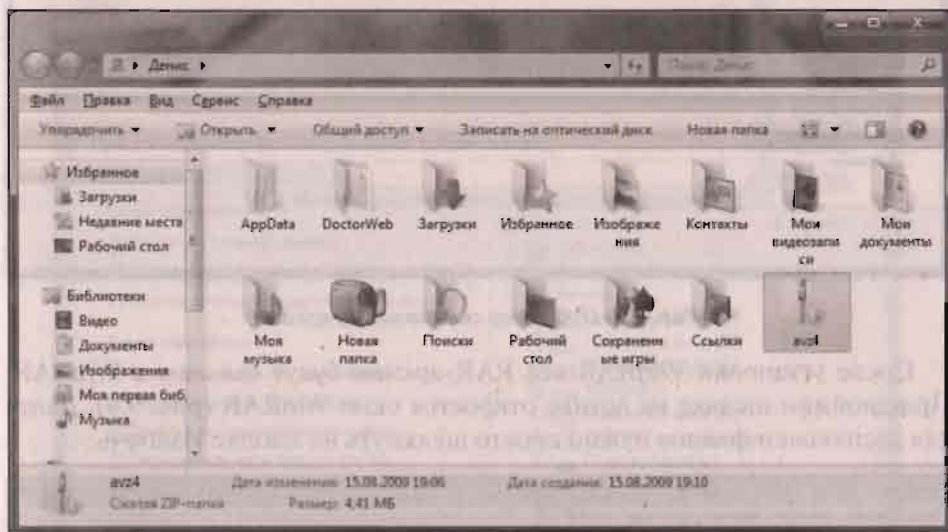 Денис
Поиск: Денис
Файл Правка Вид Сервис Справка
Упорядочить Открыть Общий доступ Записать на оптический диск Новая папка
Избранное
Загрузки
Недавние места
Рабочий стол
Библиотеки
Видео
Документы
Изображения
Моя первая биб
Музыка
AppData
DoctorWeb
Загрузки
Избранное
Изображе
ния
Контакты
Мои
видеозапи
си
Мои
документы
Моя
музыка
Новая
папка
Поиски
Рабочий
стол
Сохраненн
ые игры
Ссылки
avz4
avz4 Дата изменения: 15.08.2009 19:06 Дата создания: 15.08.2009 19:10
Сжатая ZIP-папка Размер: 4,41 МБ